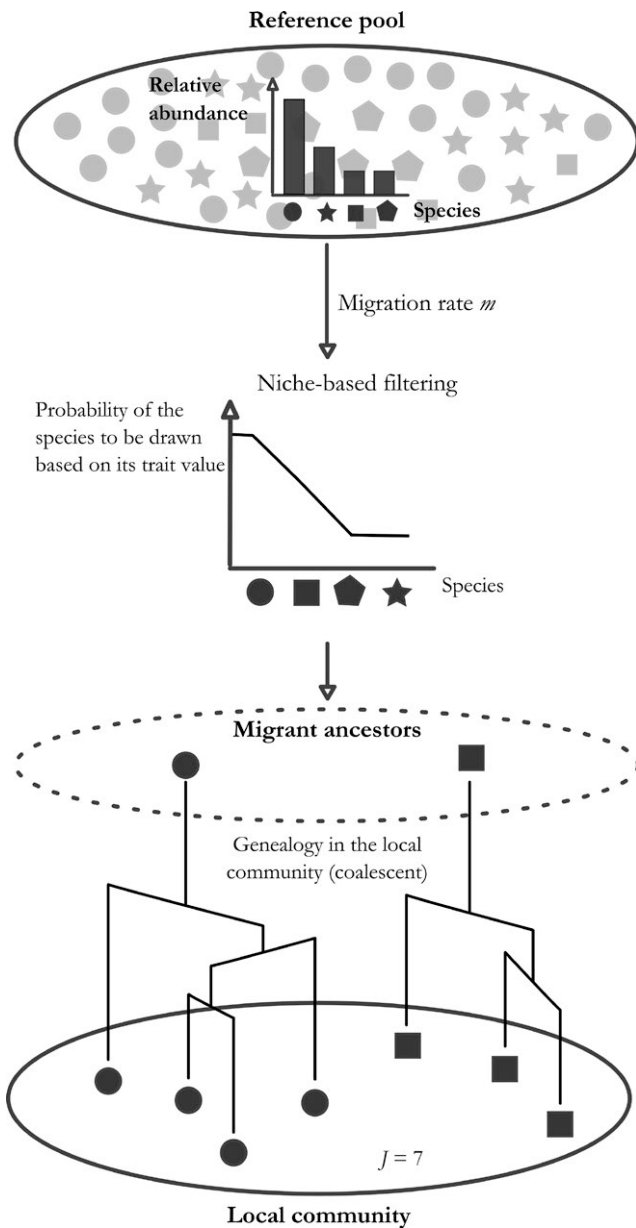 Reference pool
Relative
abundance
Species
Migration rate m
Niche-based filtering
Probability of the
species to be drawn
based on its trait value
Species
Migrant ancestors
Genealogy in the local
community (coalescent)
J = 7
Local community